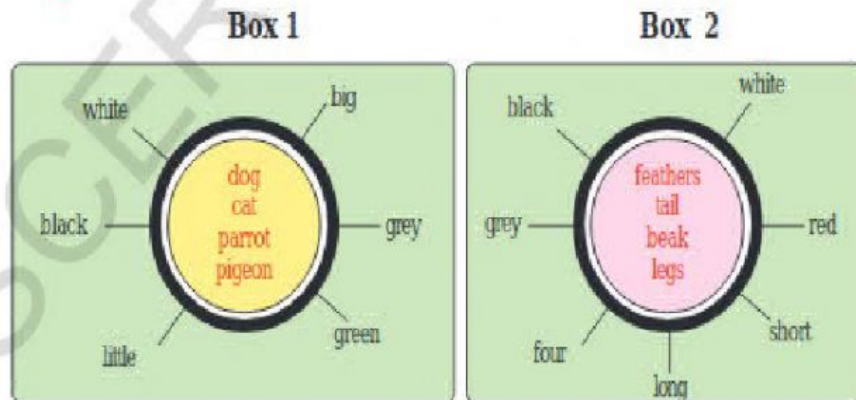 Box 1
white
big
black
dog
cat
parrot
pigeon
grey
little
green
Box 2
black
white
grey
feathers
tail
beak
legs
red
four
long
short
SCER